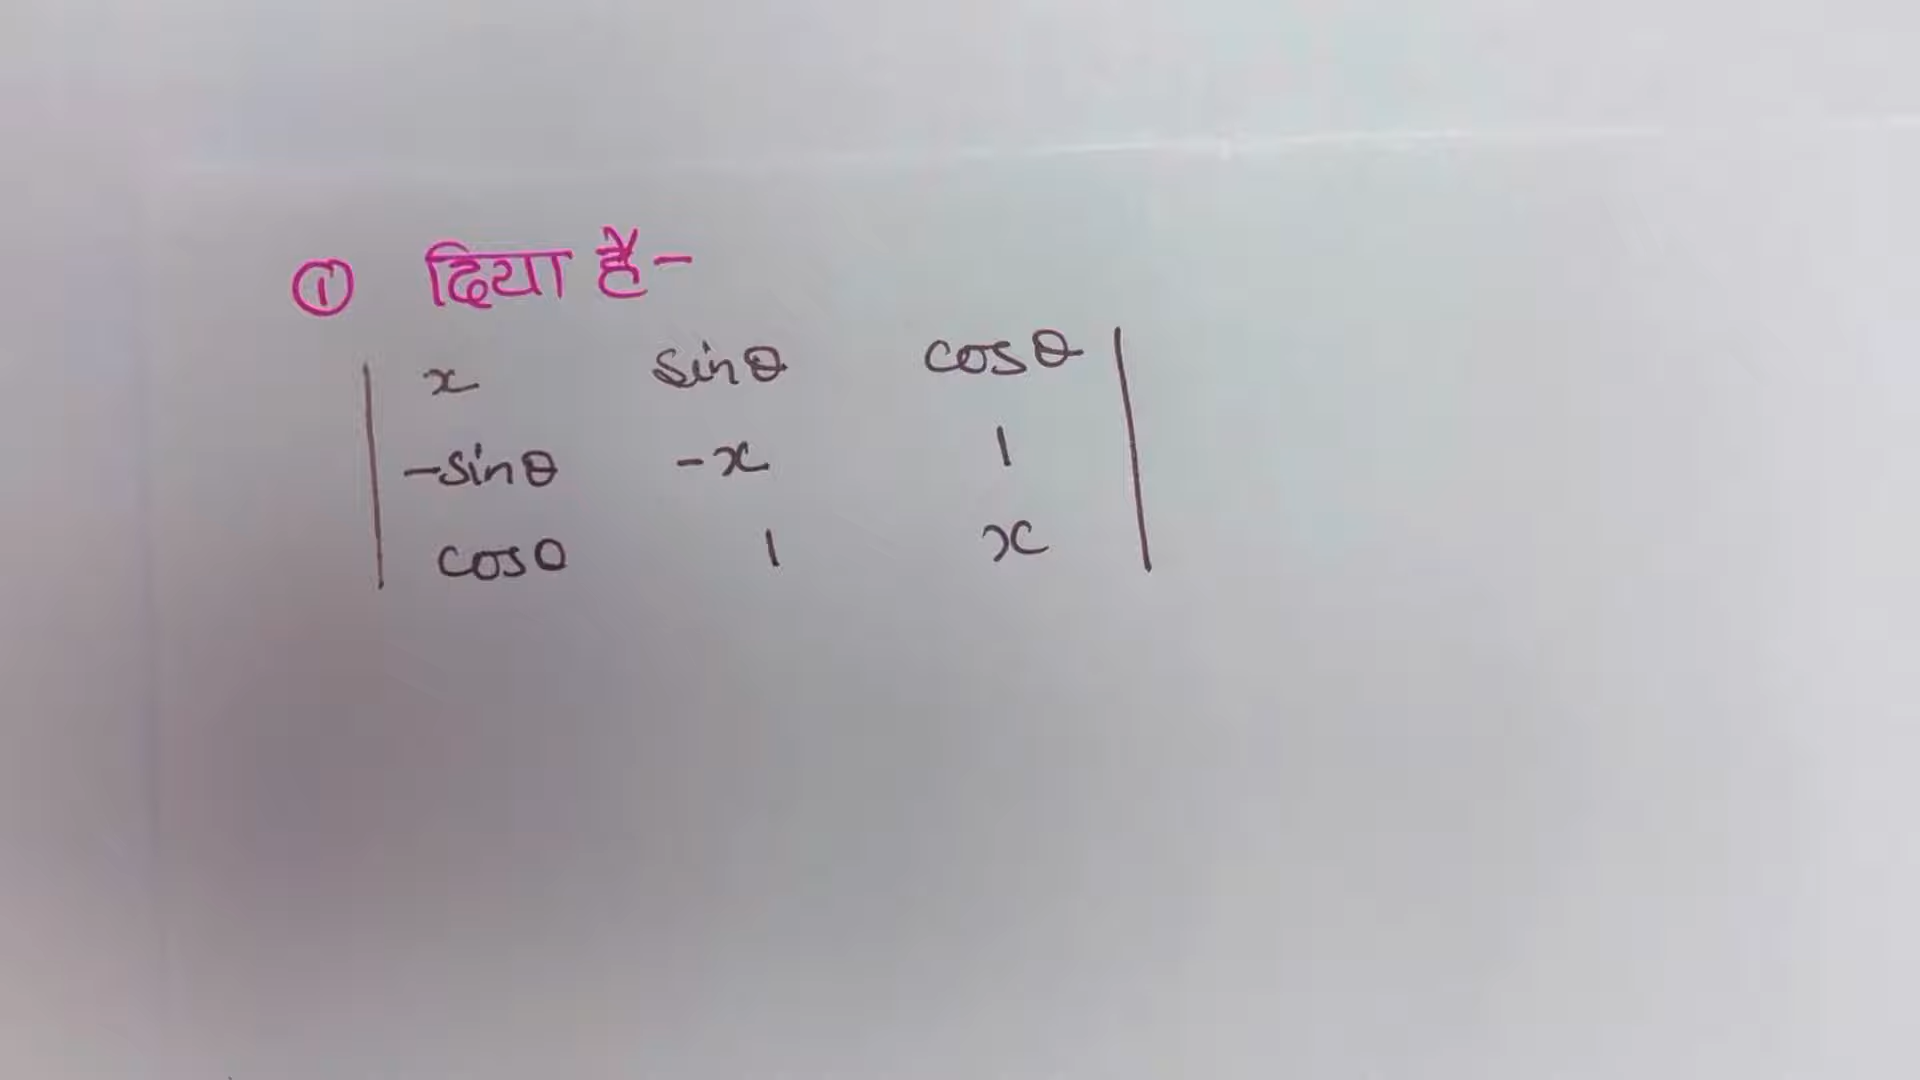 ① दिया है-
| x sinθ cosθ |
| -sinθ -x 1 |
| cosθ 1 x |